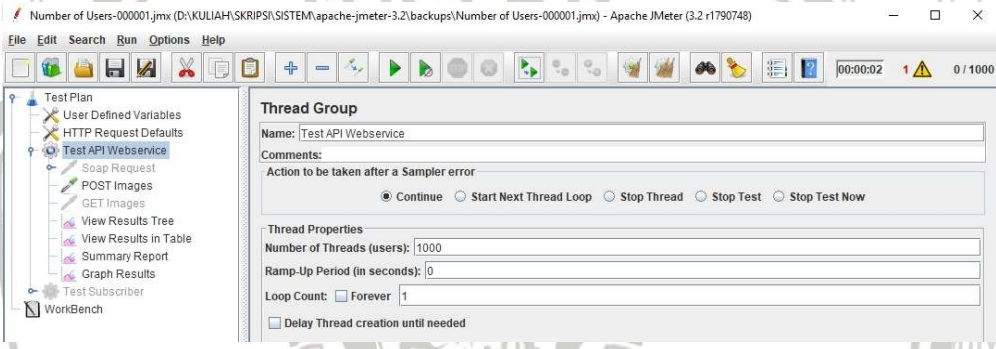 Number of Users-000001.jmx (D:\KULIAH\SKRIPSI\SISTEM\apache-jmeter-3.2\backups\Number of Users-000001.jmx) - Apache JMeter (3.2 r1790748)
File Edit Search Run Options Help
00:00:02 1 0 / 1000
Test Plan
User Defined Variables
HTTP Request Defaults
Test API Webservice
Soap Request
POST Images
GET Images
View Results Tree
View Results in Table
Summary Report
Graph Results
Test Subscriber
WorkBench
Thread Group
Name: Test API Webservice
Comments:
Action to be taken after a Sampler error
Continue Start Next Thread Loop Stop Thread Stop Test Stop Test Now
Thread Properties
Number of Threads (users): 1000
Ramp-Up Period (in seconds): 0
Loop Count: Forever 1
Delay Thread creation until needed